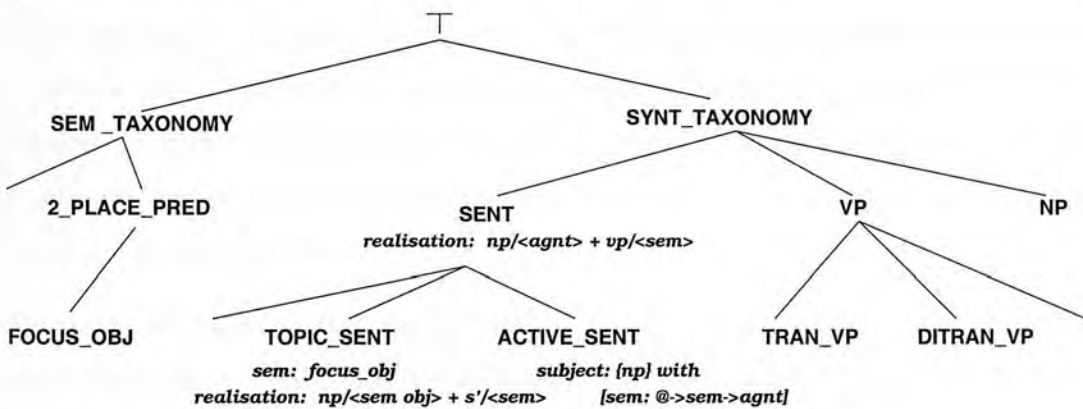 ⊤
SEM _TAXONOMY
SYNT_TAXONOMY
2_PLACE_PRED
SENT
VP
NP
realisation: np/<agnt> + vp/<sem>
FOCUS_OBJ
TOPIC_SENT
ACTIVE_SENT
TRAN_VP
DITRAN_VP
sem: focus_obj
subject: {np} with
realisation: np/<sem obj> + s'/<sem>
[sem: @->sem->agnt]